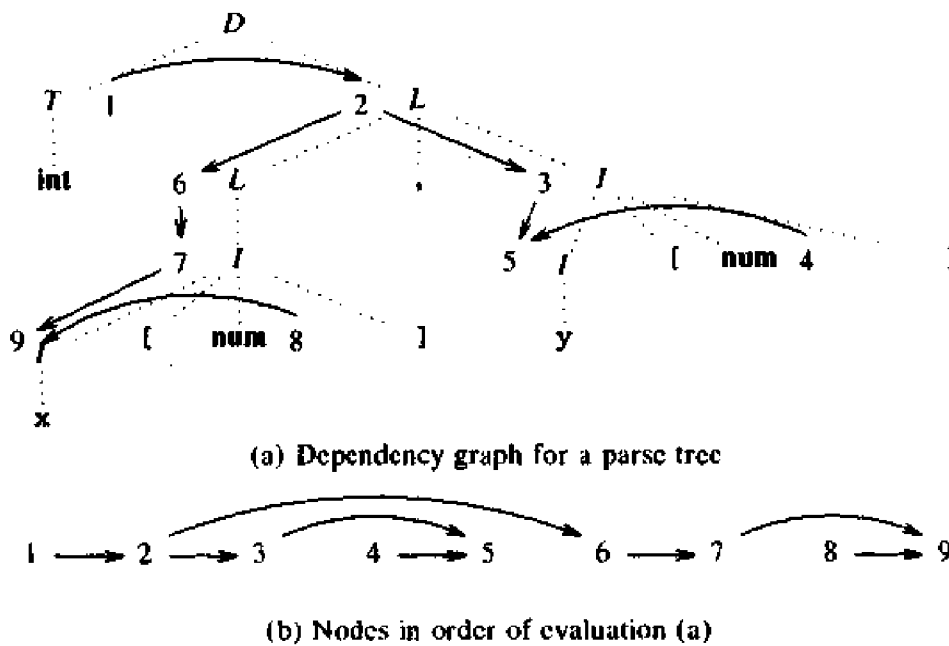 D
T 1 2 L
int 6 L , 3 I
7 I 5 I [ num 4 ]
9 I [ num 8 ] y
x
(a) Dependency graph for a parse tree
1 2 3 4 5 6 7 8 9
(b) Nodes in order of evaluation (a)